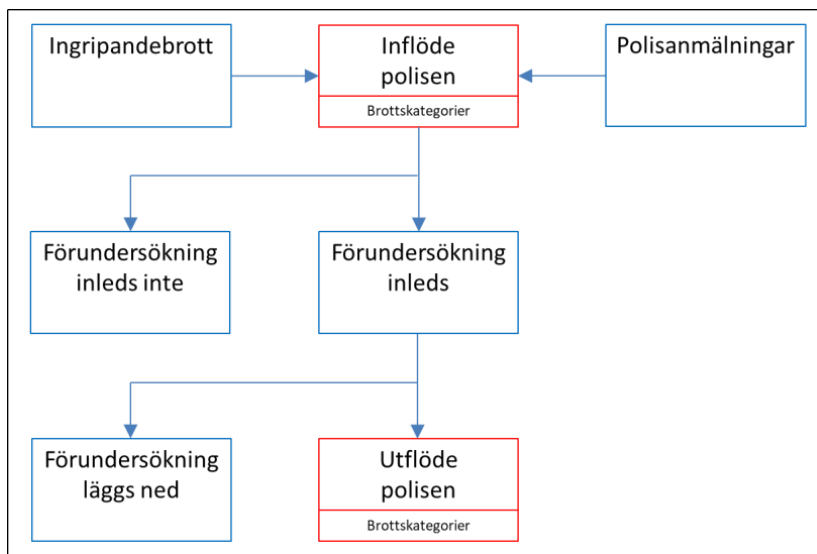 Ingripandebrott
Inflöde
polisen
Brottskategorier
Polisanmälningar
Förundersökning
inleds inte
Förundersökning
inleds
Förundersökning
läggs ned
Utflöde
polisen
Brottskategorier